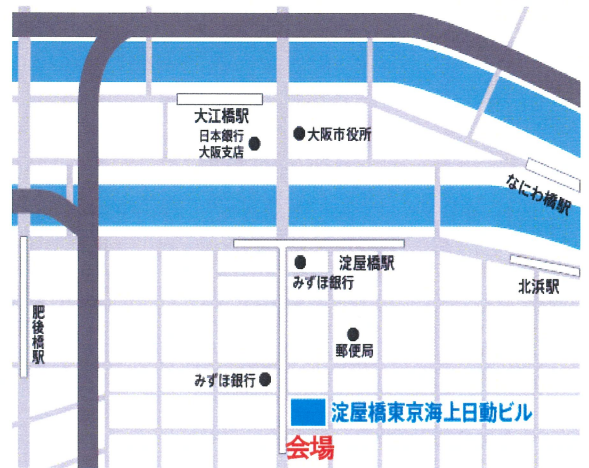 大江橋駅
日本銀行
大阪支店
大阪市役所
なにわ橋駅
淀屋橋駅
みずほ銀行
北浜駅
肥後橋駅
郵便局
みずほ銀行
淀屋橋東京海上日動ビル
会場